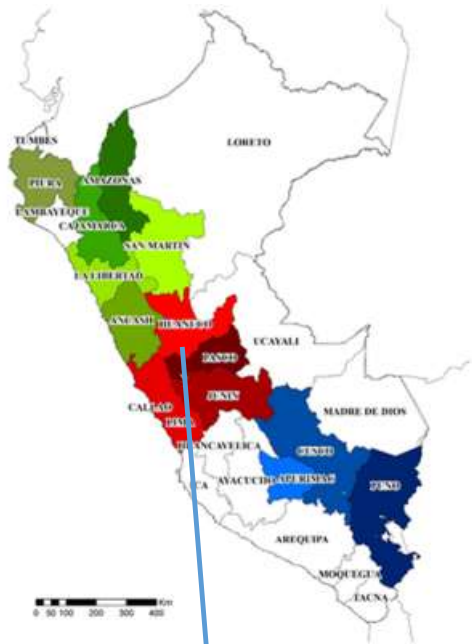 TUMBES
LORETO
PIURA
AMAZONAS
LAMBAYEQUE
CAJAMARCA
SAN MARTIN
LA LIBERTAD
ANCASH
HUANUCO
UCAYALI
PASCO
JUNIN
CALLAO
LIMA
MADRE DE DIOS
HUANCAVELICA
CUSCO
ICA
AYACUCHO
APURIMAC
PUNO
AREQUIPA
MOQUEGUA
TACNA
0 50 100 200 300 400 Km